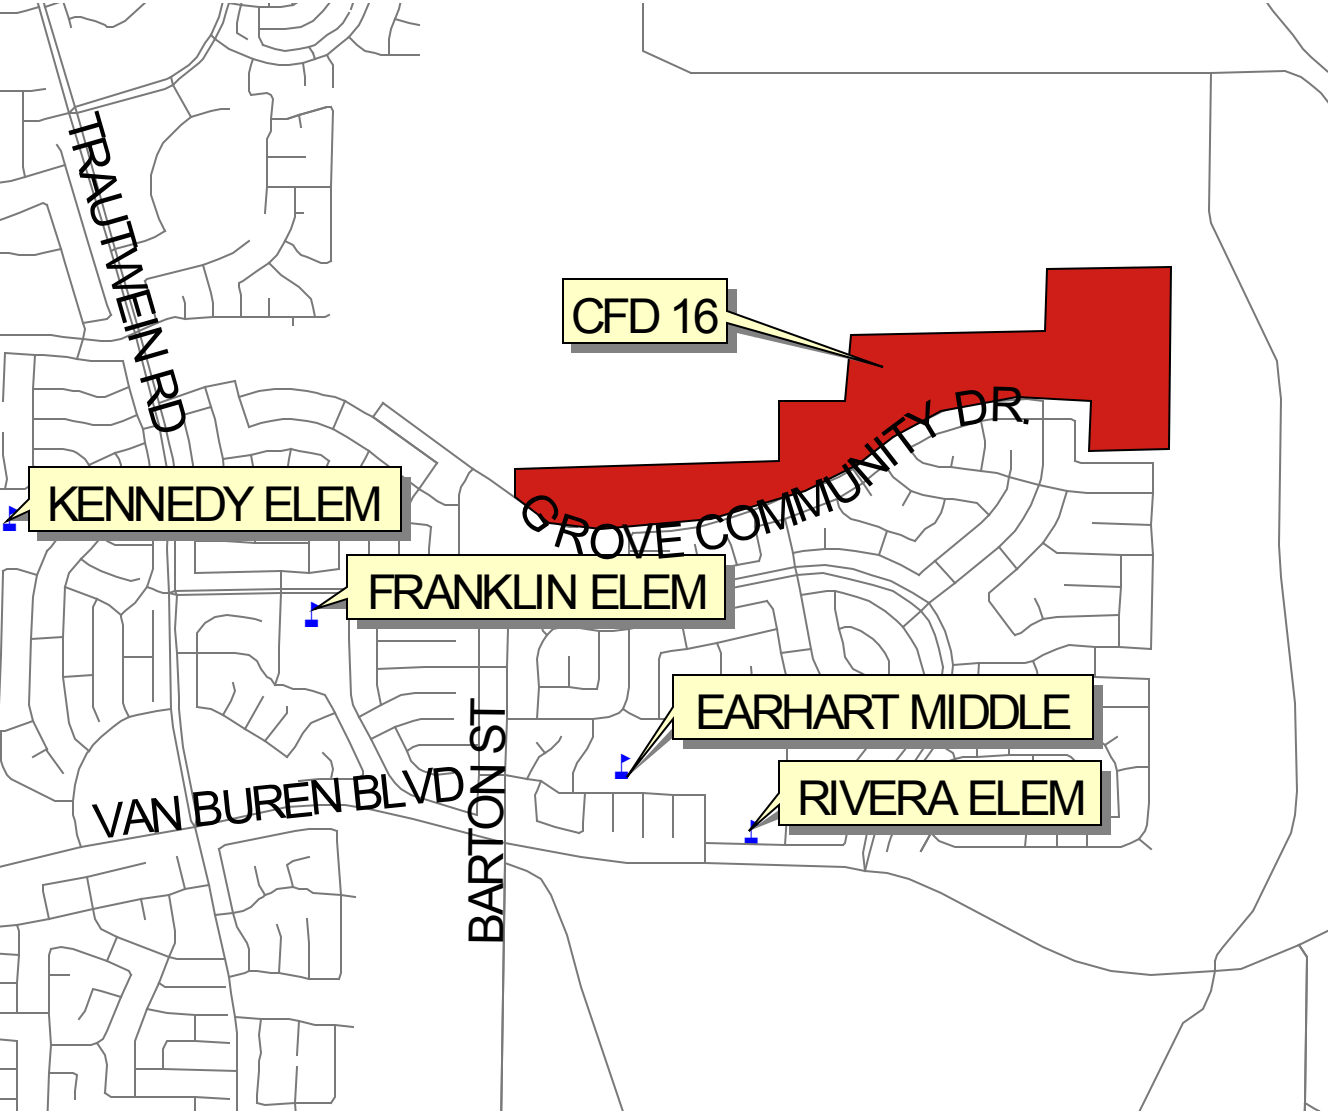 TRAUTWEIN RD
CFD 16
GROVE COMMUNITY DR.
KENNEDY ELEM
FRANKLIN ELEM
EARHART MIDDLE
VAN BUREN BLVD
BARTON ST
RIVERA ELEM